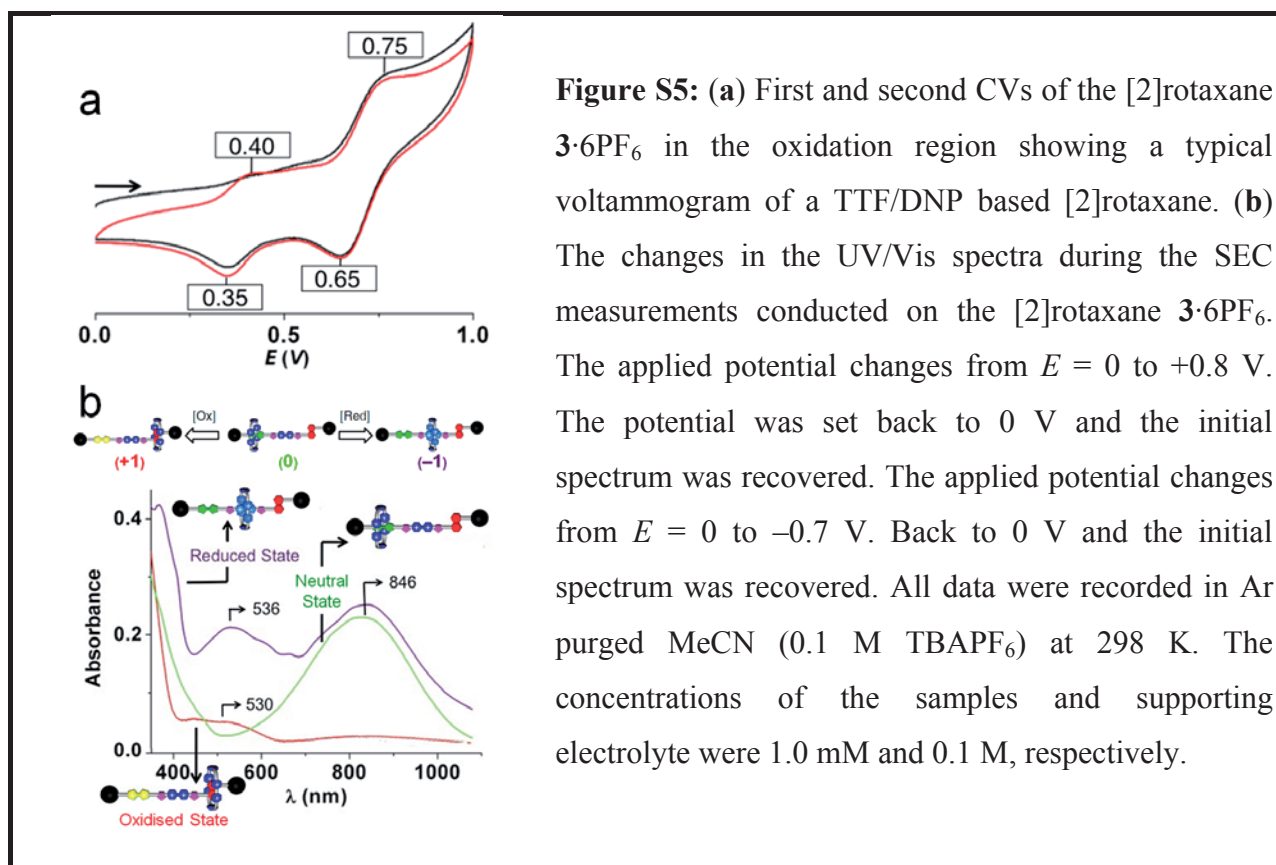 a
0.75
0.40
0.35
0.65
0.0 0.5 1.0
E (V)
b
[Ox] [Red]
(+1) (0) (–1)
0.4
Reduced State
Neutral
State
846
536
0.2
Absorbance
530
0.0
400 600 800 1000
λ (nm)
Oxidised State
Figure S5: (a) First and second CVs of the [2]rotaxane
3·6PF₆ in the oxidation region showing a typical
voltammogram of a TTF/DNP based [2]rotaxane. (b)
The changes in the UV/Vis spectra during the SEC
measurements conducted on the [2]rotaxane 3·6PF₆.
The applied potential changes from E = 0 to +0.8 V.
The potential was set back to 0 V and the initial
spectrum was recovered. The applied potential changes
from E = 0 to –0.7 V. Back to 0 V and the initial
spectrum was recovered. All data were recorded in Ar
purged MeCN (0.1 M TBAPF₆) at 298 K. The
concentrations of the samples and supporting
electrolyte were 1.0 mM and 0.1 M, respectively.